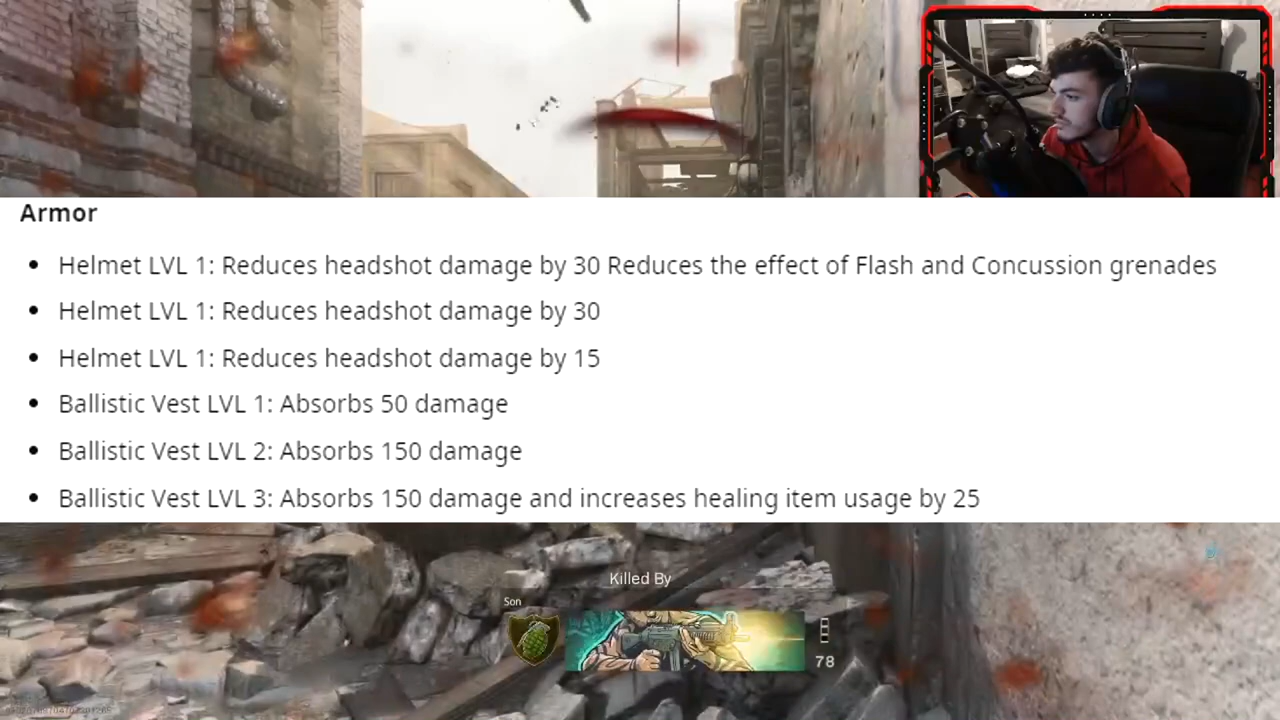 Armor
• Helmet LVL 1: Reduces headshot damage by 30 Reduces the effect of Flash and Concussion grenades
• Helmet LVL 1: Reduces headshot damage by 30
• Helmet LVL 1: Reduces headshot damage by 15
• Ballistic Vest LVL 1: Absorbs 50 damage
• Ballistic Vest LVL 2: Absorbs 150 damage
• Ballistic Vest LVL 3: Absorbs 150 damage and increases healing item usage by 25
Killed By
Son
78